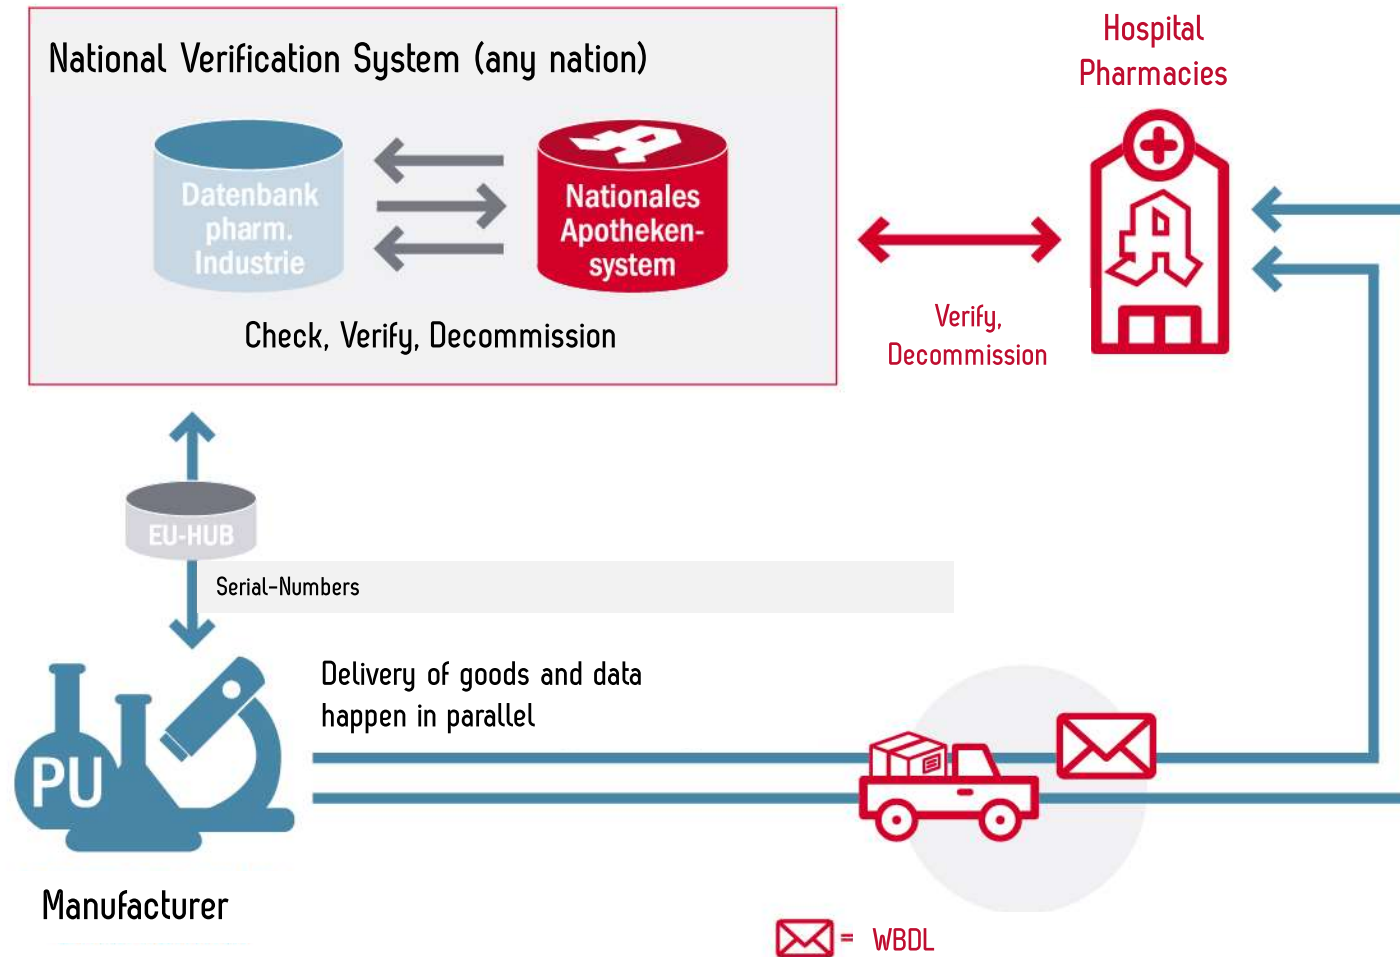 National Verification System (any nation)
Hospital
Pharmacies
Datenbank
pharm.
Industrie
Nationales
Apotheken-
system
Check, Verify, Decommission
Verify,
Decommission
EU-HUB
Serial-Numbers
Delivery of goods and data
happen in parallel
PU
Manufacturer
= WBDL